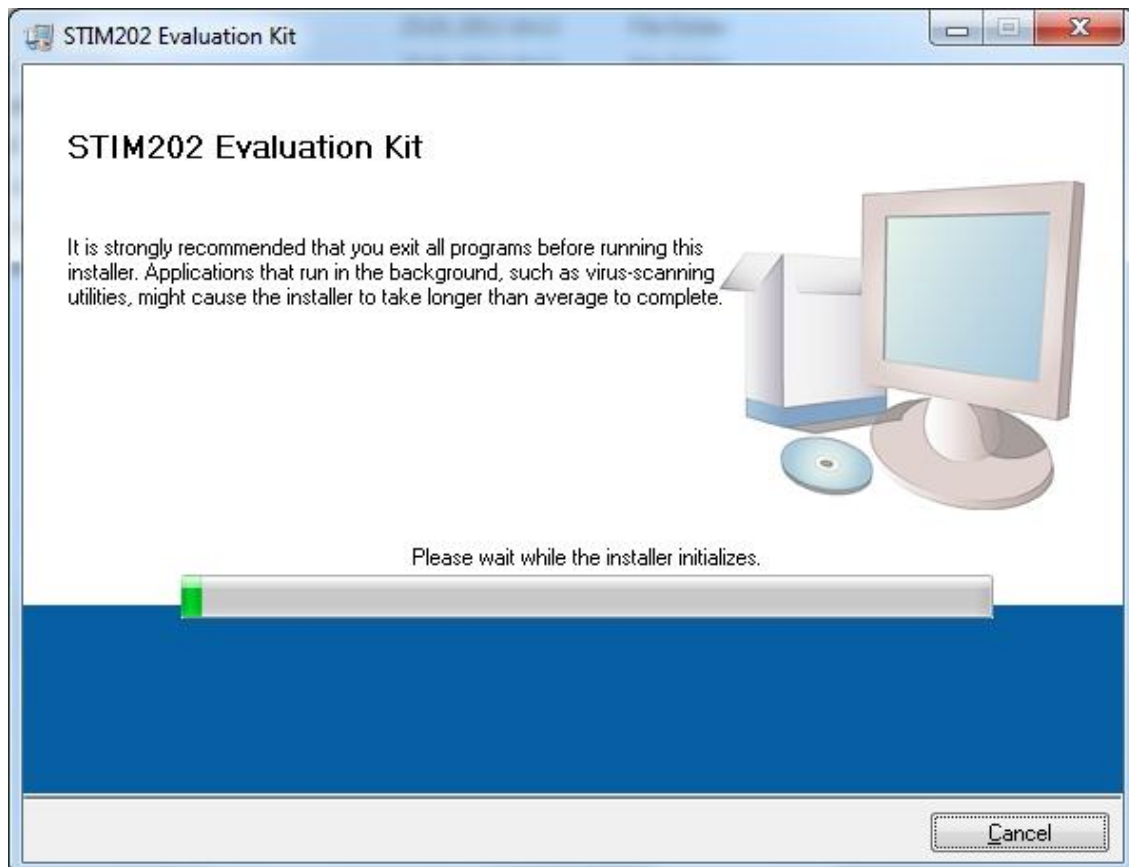 STIM202 Evaluation Kit
STIM202 Evaluation Kit
It is strongly recommended that you exit all programs before running this
installer. Applications that run in the background, such as virus-scanning
utilities, might cause the installer to take longer than average to complete.
Please wait while the installer initializes.
Cancel